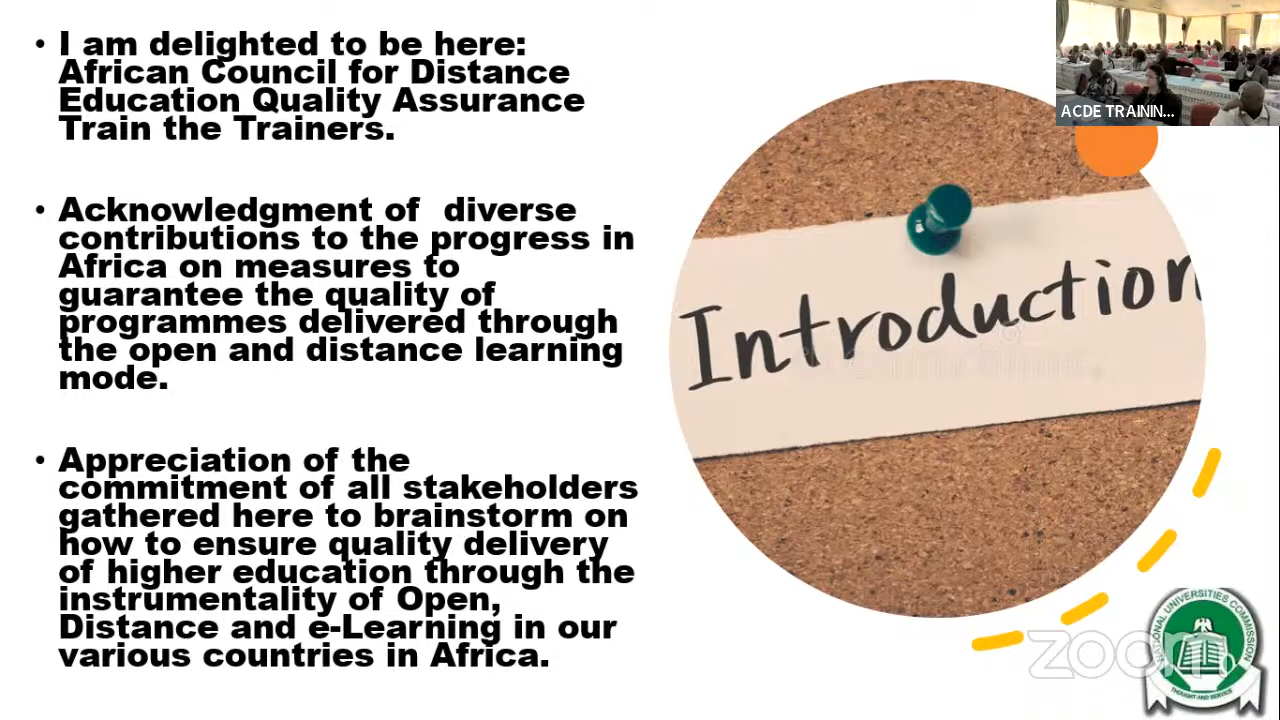 • I am delighted to be here:
African Council for Distance
Education Quality Assurance
Train the Trainers.
• Acknowledgment of diverse
contributions to the progress in
Africa on measures to
guarantee the quality of
programmes delivered through
the open and distance learning
mode.
• Appreciation of the
commitment of all stakeholders
gathered here to brainstorm on
how to ensure quality delivery
of higher education through the
instrumentality of Open,
Distance and e-Learning in our
various countries in Africa.
ACDE TRAININ...
Introduction
zoom
NATIONAL UNIVERSITIES COMMISSION
THOUGHT AND SERVICE